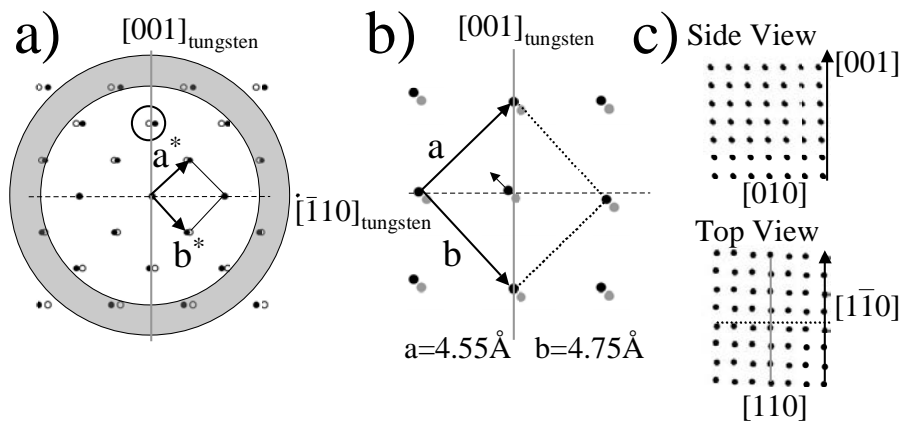 a)
[001]tungsten
a*
b*
[1̄10]tungsten
b)
[001]tungsten
a
b
a=4.55Å b=4.75Å
c)
Side View
[001]
[010]
Top View
[11̄0]
[110]